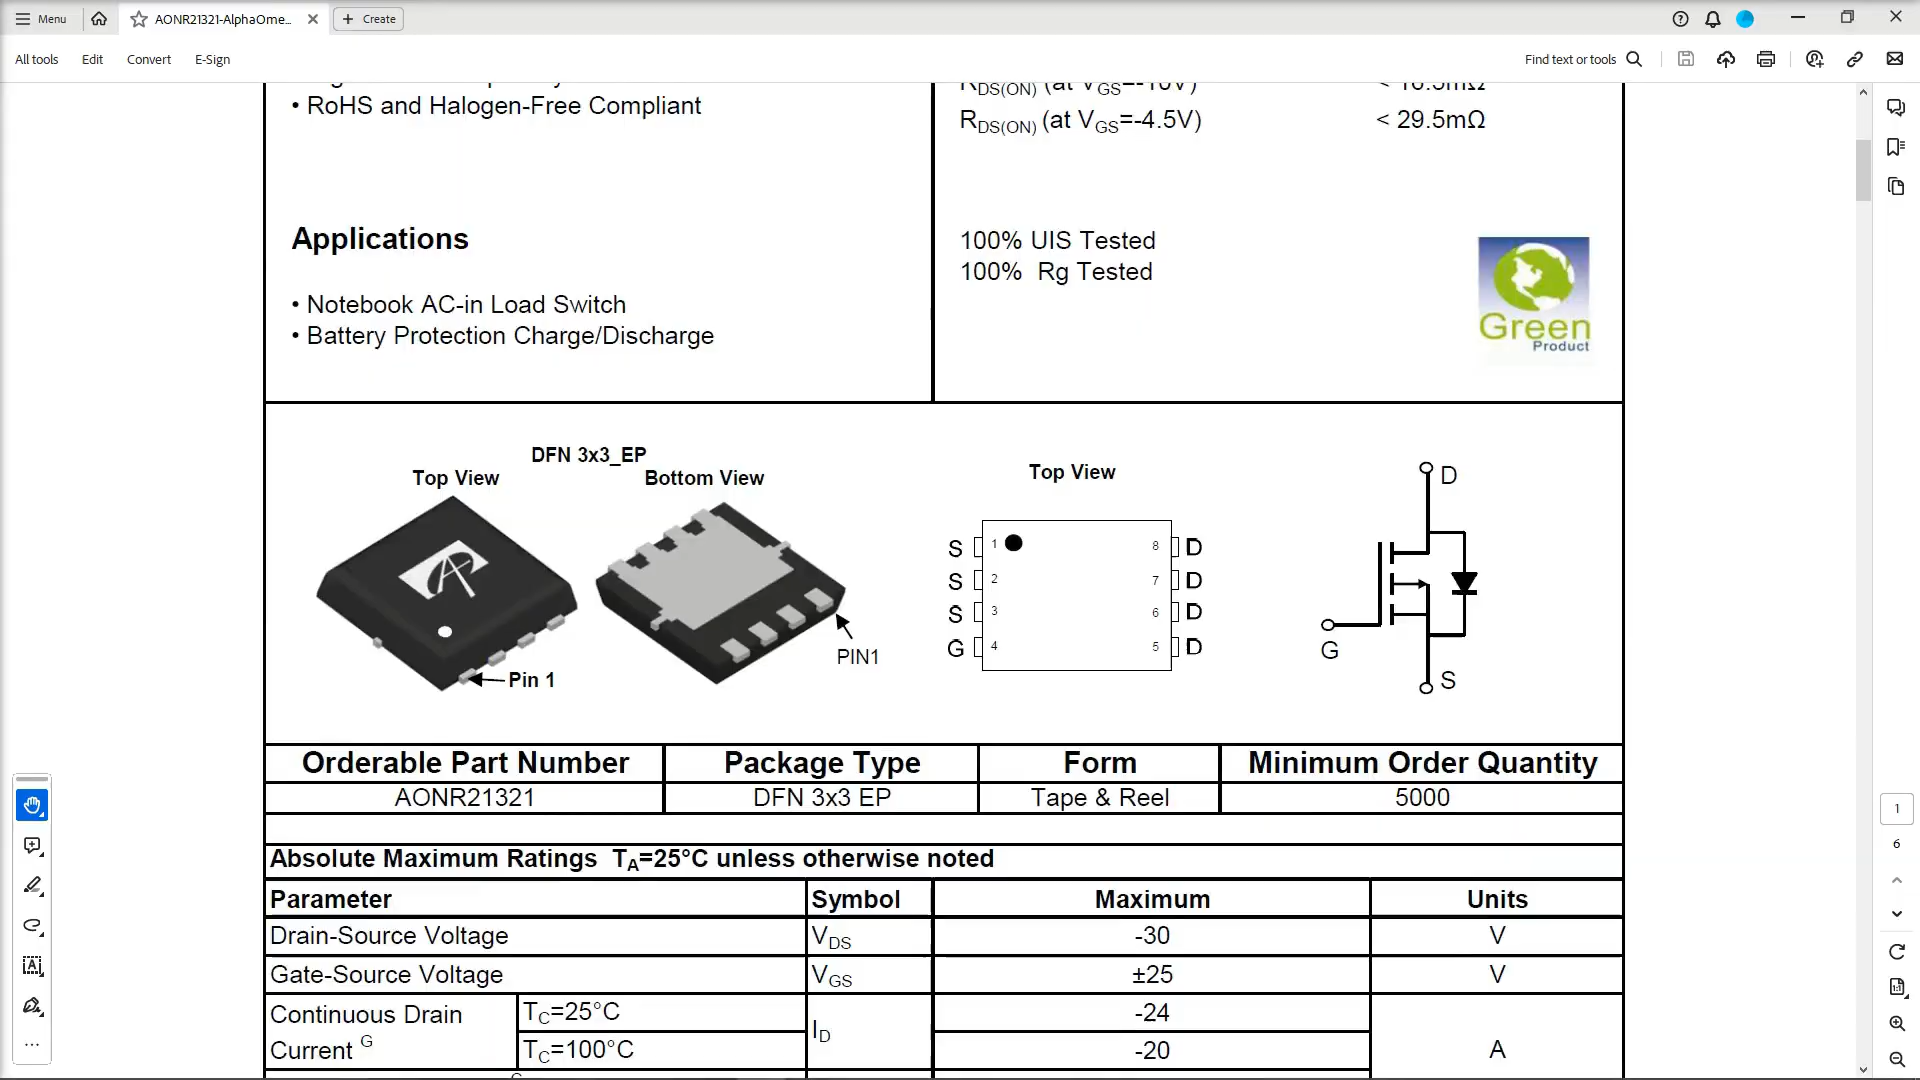 Menu
AONR21321-AlphaOme...
Create
All tools
Edit
Convert
E-Sign
Find text or tools
• RoHS and Halogen-Free Compliant
RDS(ON) (at VGS=-10V)
RDS(ON) (at VGS=-4.5V) < 29.5mΩ
Applications
• Notebook AC-in Load Switch
• Battery Protection Charge/Discharge
100% UIS Tested
100% Rg Tested
Green
Product
DFN 3x3_EP
Top View
Bottom View
Pin 1
PIN1
Top View
S 1 8 D
S 2 7 D
S 3 6 D
G 4 5 D
D
G
S
Orderable Part Number Package Type Form Minimum Order Quantity
AONR21321 DFN 3x3 EP Tape & Reel 5000
Absolute Maximum Ratings TA=25°C unless otherwise noted
Parameter Symbol Maximum Units
Drain-Source Voltage VDS -30 V
Gate-Source Voltage VGS ±25 V
Continuous Drain Current G TC=25°C ID -24 A
TC=100°C -20
1
6